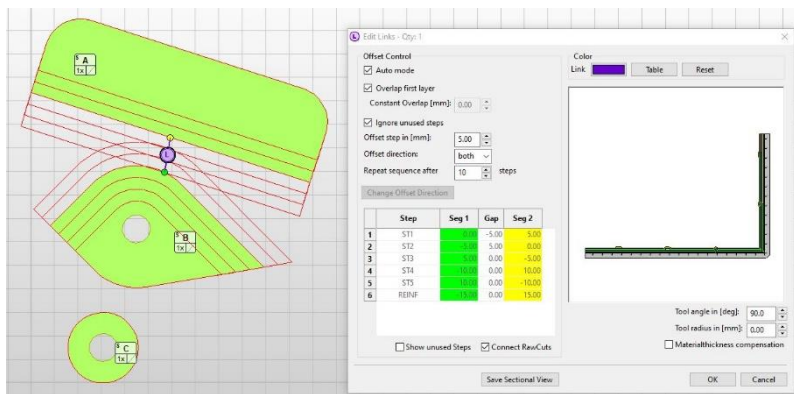 S A
1x
L
S B
1x
S C
1x
Edit Links - Qty: 1
Offset Control
Auto mode
Overlap first layer
Constant Overlap [mm]: 0.00
Ignore unused steps
Offset step in [mm]: 5.00
Offset direction: both
Repeat sequence after 10 steps
Change Offset Direction
Step Seg 1 Gap Seg 2
1 ST1 0.00 -5.00 5.00
2 ST2 -5.00 5.00 0.00
3 ST3 5.00 0.00 -5.00
4 ST4 -10.00 0.00 10.00
5 ST5 10.00 0.00 -10.00
6 REINF -15.00 0.00 15.00
Show unused Steps Connect RawCuts
Color
Link Table Reset
Tool angle in [deg]: 90.0
Tool radius in [mm]: 0.00
Materialthickness compensation
Save Sectional View OK Cancel